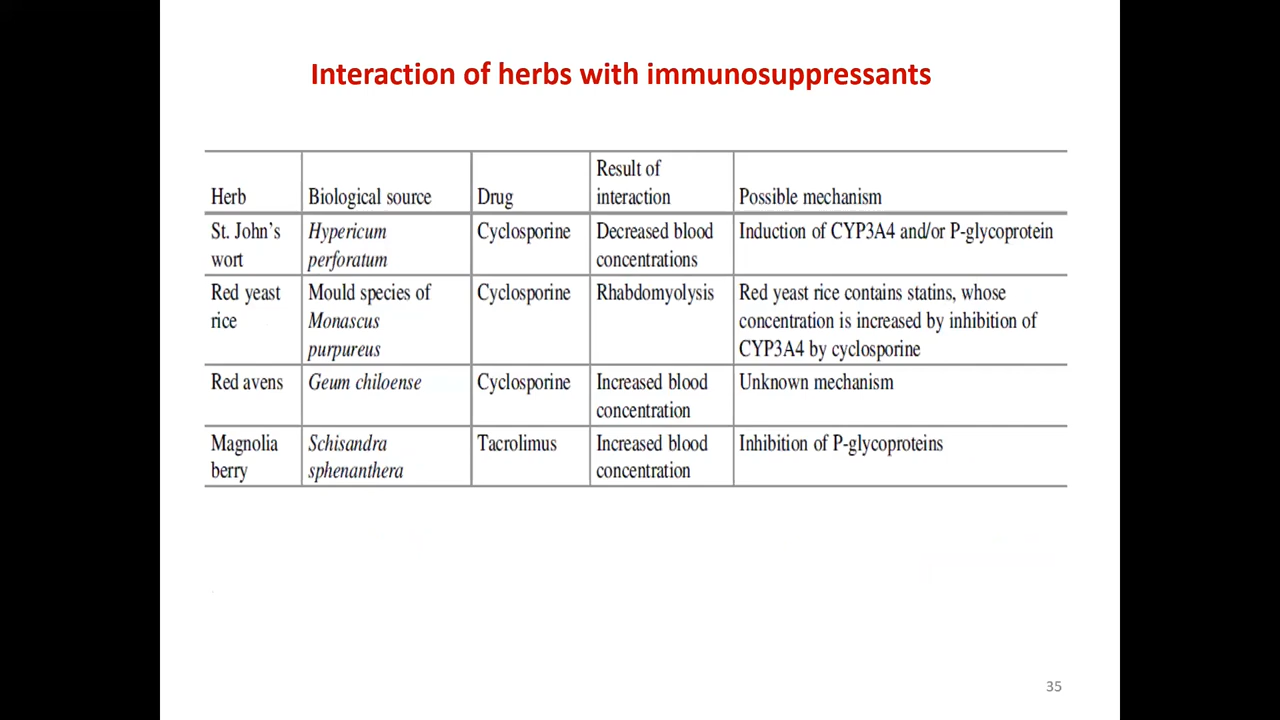 Interaction of herbs with immunosuppressants
Herb Biological source Drug Result of interaction Possible mechanism
St. John's wort Hypericum perforatum Cyclosporine Decreased blood concentrations Induction of CYP3A4 and/or P-glycoprotein
Red yeast rice Mould species of Monascus purpureus Cyclosporine Rhabdomyolysis Red yeast rice contains statins, whose concentration is increased by inhibition of CYP3A4 by cyclosporine
Red avens Geum chiloense Cyclosporine Increased blood concentration Unknown mechanism
Magnolia berry Schisandra sphenanthera Tacrolimus Increased blood concentration Inhibition of P-glycoproteins
35